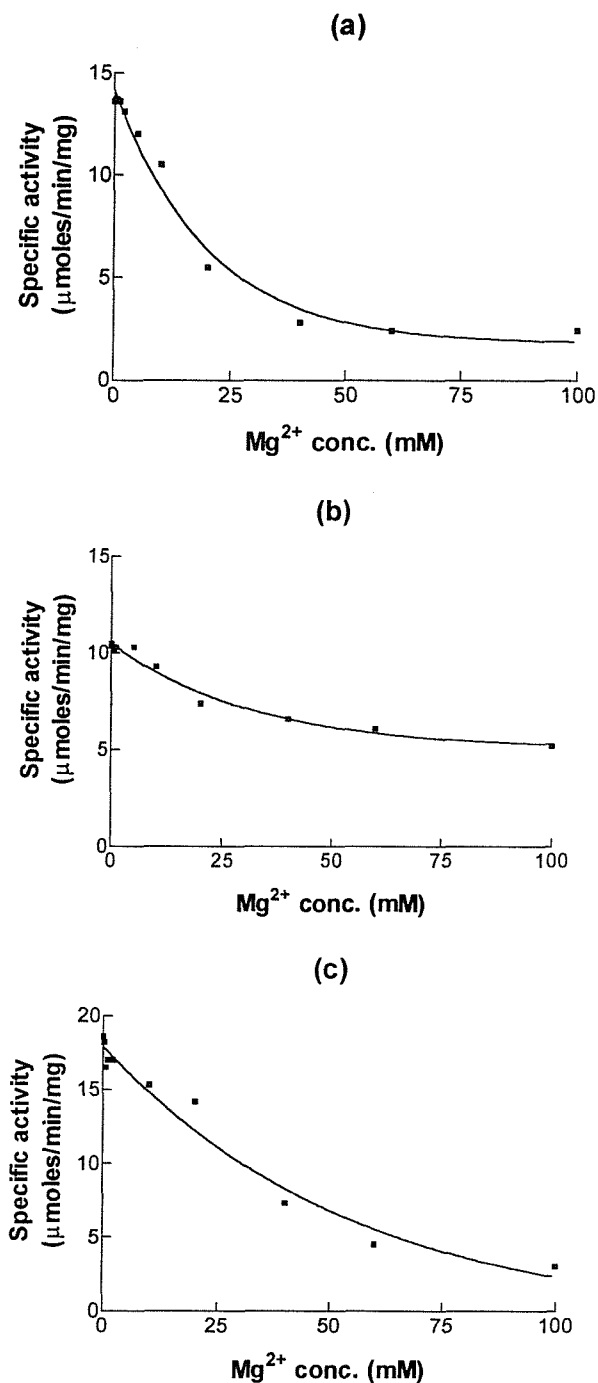 (a)
Specific activity
(μmoles/min/mg)
15
10
5
0
0 25 50 75 100
Mg²⁺ conc. (mM)
(b)
Specific activity
(μmoles/min/mg)
15
10
5
0
0 25 50 75 100
Mg²⁺ conc. (mM)
(c)
Specific activity
(μmoles/min/mg)
20
15
10
5
0
0 25 50 75 100
Mg²⁺ conc. (mM)